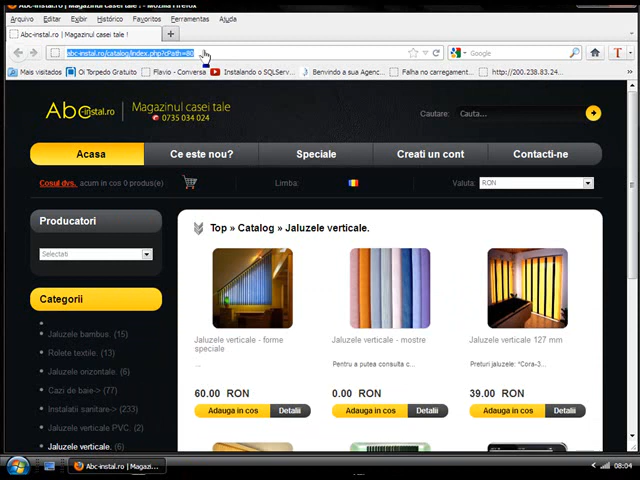 Abc-instal.ro | Magazinul casei tale ! - Mozilla Firefox
Arquivo Editar Exibir Histórico Favoritos Ferramentas Ajuda
Abc-instal.ro | Magazinul casei tale !
abc-instal.ro/catalog/index.php?cPath=80
Google
Mais visitados Oi Torpedo Gratuito Flavio - Conversa Instalando o SQLServ... Benvindo a sua Agenc... Falha no carregament... http://200.238.83.24...
Abc-instal.ro Magazinul casei tale
0735 034 024
Cautare: Cauta...
Acasa Ce este nou? Speciale Creati un cont Contacti-ne
Cosul dvs. acum in cos 0 produs(e) Limba: Valuta: RON
Producatori
Selectati
Top » Catalog » Jaluzele verticale.
Categorii
Jaluzele bambus. (15)
Rolete textile. (13)
Jaluzele orizontale. (6)
Cazi de baie-> (77)
Instalatii sanitare-> (233)
Jaluzele verticale PVC. (2)
Jaluzele verticale. (6)
Jaluzele verticale - forme speciale
...
60.00 RON
Adauga in cos Detalii
Jaluzele verticale - mostre
Pentru a putea consulta c...
0.00 RON
Adauga in cos Detalii
Jaluzele verticale 127 mm
Preturi jaluzele: *Cora-3...
39.00 RON
Adauga in cos Detalii
Abc-instal.ro | Magazi...
08:04